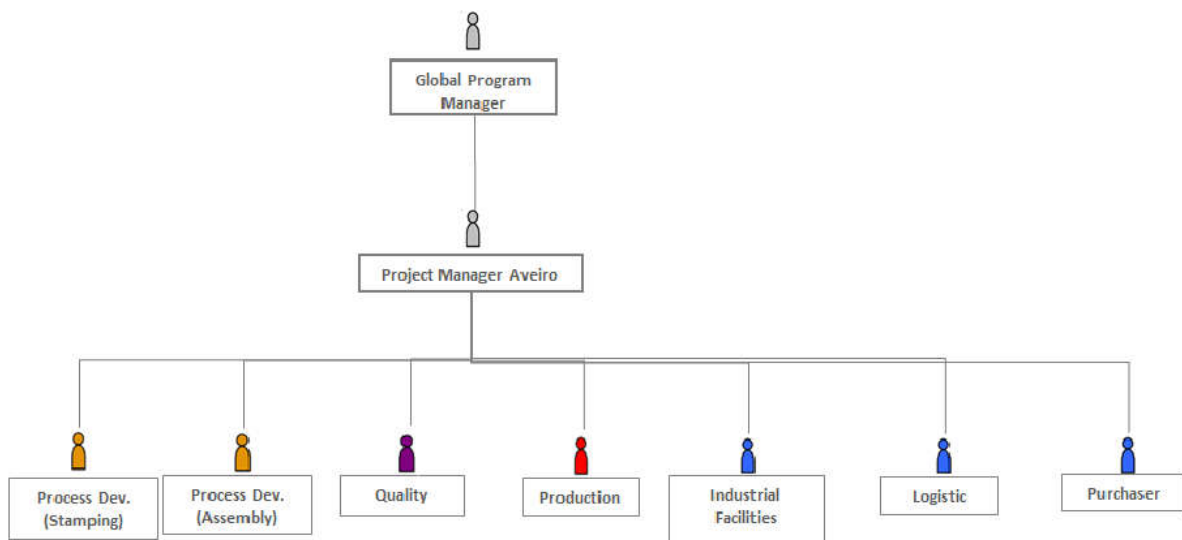 Global Program
Manager
Project Manager Aveiro
Process Dev.
(Stamping)
Process Dev.
(Assembly)
Quality
Production
Industrial
Facilities
Logistic
Purchaser